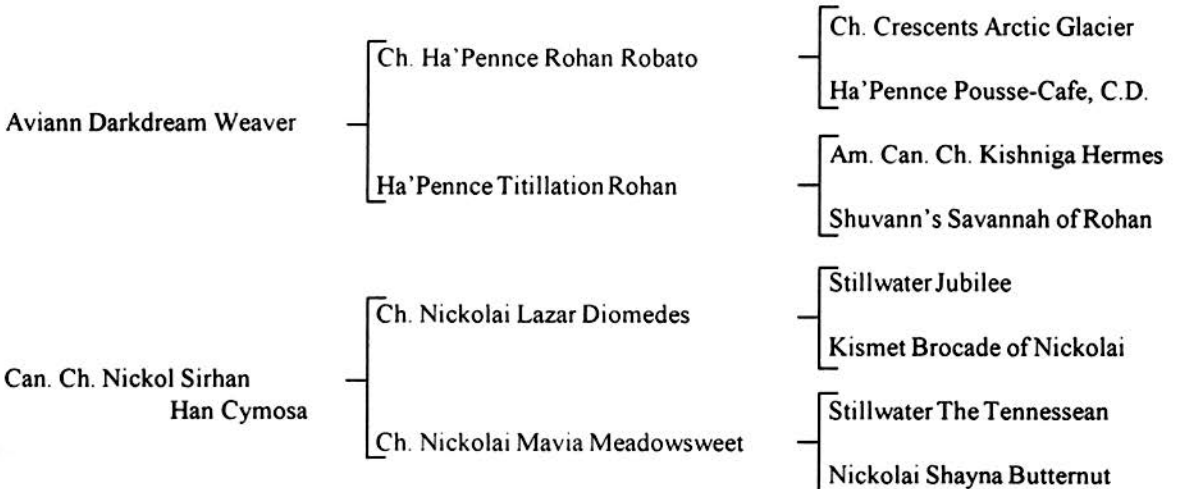 Ch. Crescents Arctic Glacier
Ch. Ha'Pennce Rohan Robato
Ha'Pennce Pousse-Cafe, C.D.
Aviann Darkdream Weaver
Am. Can. Ch. Kishniga Hermes
Ha'Pennce Titillation Rohan
Shuvann's Savannah of Rohan
Stillwater Jubilee
Ch. Nickolai Lazar Diomedes
Kismet Brocade of Nickolai
Can. Ch. Nickol Sirhan
Han Cymosa
Stillwater The Tennessean
Ch. Nickolai Mavia Meadowsweet
Nickolai Shayna Butternut